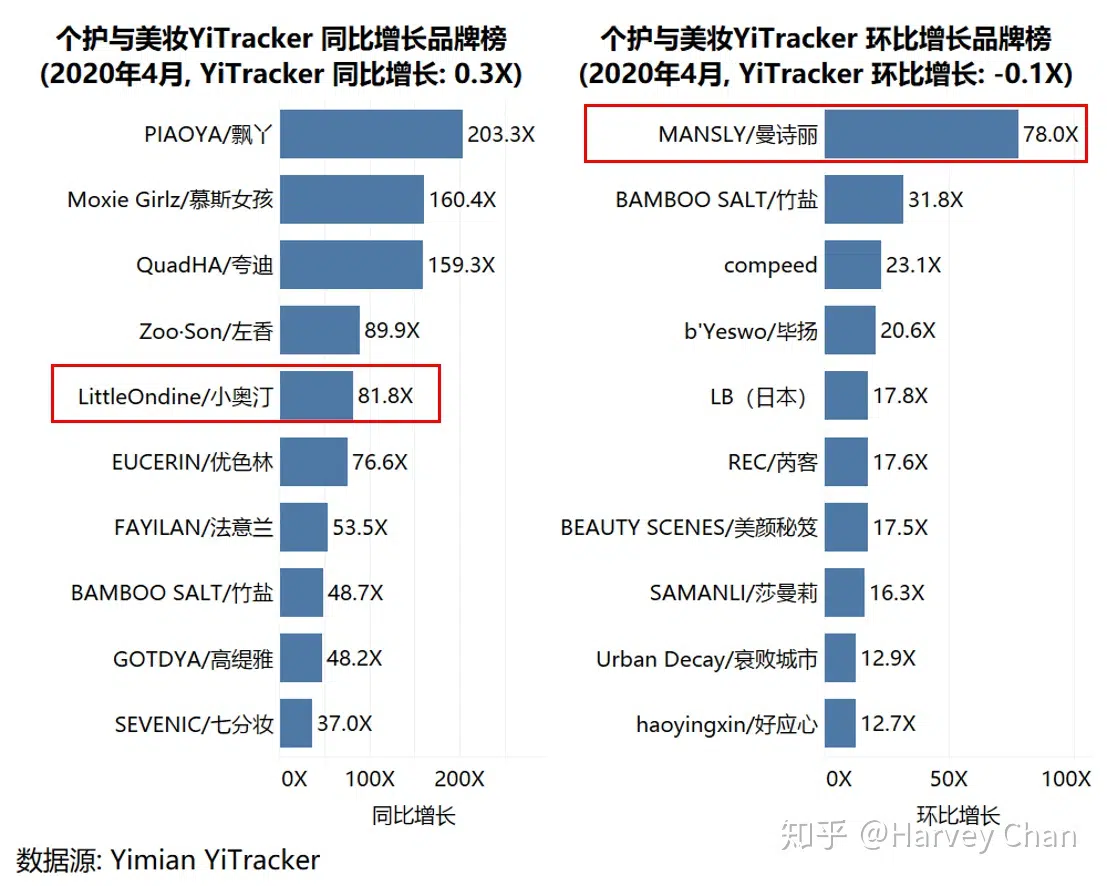 个护与美妆YiTracker 同比增长品牌榜
(2020年4月, YiTracker 同比增长: 0.3X)
PIAOYA/飘丫 203.3X
Moxie Girlz/慕斯女孩 160.4X
QuadHA/夸迪 159.3X
Zoo·Son/左香 89.9X
LittleOndine/小奥汀 81.8X
EUCERIN/优色林 76.6X
FAYILAN/法意兰 53.5X
BAMBOO SALT/竹盐 48.7X
GOTDYA/高缇雅 48.2X
SEVENIC/七分妆 37.0X
0X 100X 200X
同比增长
个护与美妆YiTracker 环比增长品牌榜
(2020年4月, YiTracker 环比增长: -0.1X)
MANSLY/曼诗丽 78.0X
BAMBOO SALT/竹盐 31.8X
compeed 23.1X
b'Yeswo/毕扬 20.6X
LB（日本） 17.8X
REC/芮客 17.6X
BEAUTY SCENES/美颜秘笈 17.5X
SAMANLI/莎曼莉 16.3X
Urban Decay/衰败城市 12.9X
haoyingxin/好应心 12.7X
0X 50X 100X
环比增长
知乎 @Harvey Chan
数据源: Yimian YiTracker